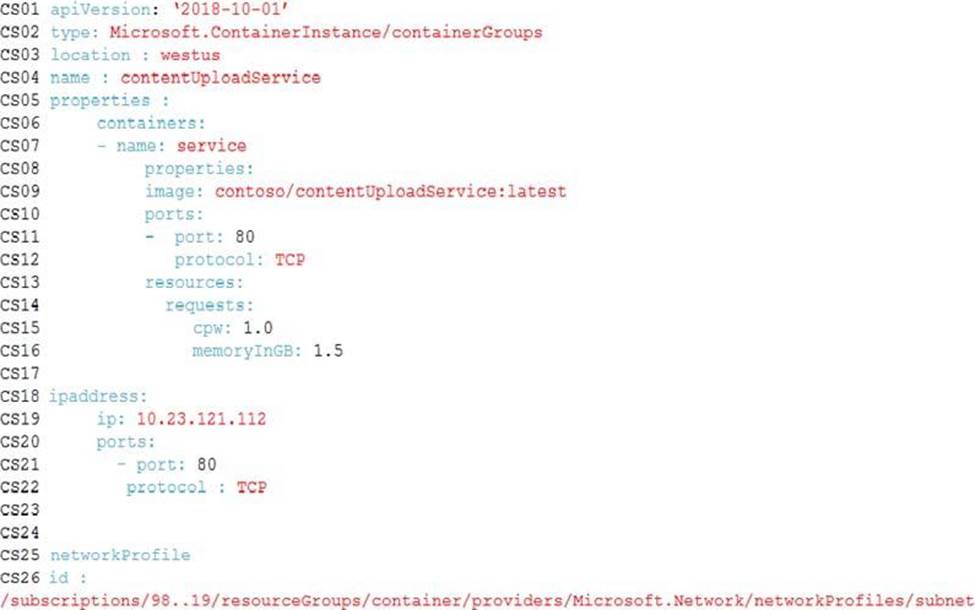 CS01 apiVersion: ‘2018-10-01’
CS02 type: Microsoft.ContainerInstance/containerGroups
CS03 location : westus
CS04 name : contentUploadService
CS05 properties :
CS06 containers:
CS07 - name: service
CS08 properties:
CS09 image: contoso/contentUploadService:latest
CS10 ports:
CS11 - port: 80
CS12 protocol: TCP
CS13 resources:
CS14 requests:
CS15 cpw: 1.0
CS16 memoryInGB: 1.5
CS17
CS18 ipaddress:
CS19 ip: 10.23.121.112
CS20 ports:
CS21 - port: 80
CS22 protocol : TCP
CS23
CS24
CS25 networkProfile
CS26 id :
/subscriptions/98..19/resourceGroups/container/providers/Microsoft.Network/networkProfiles/subnet